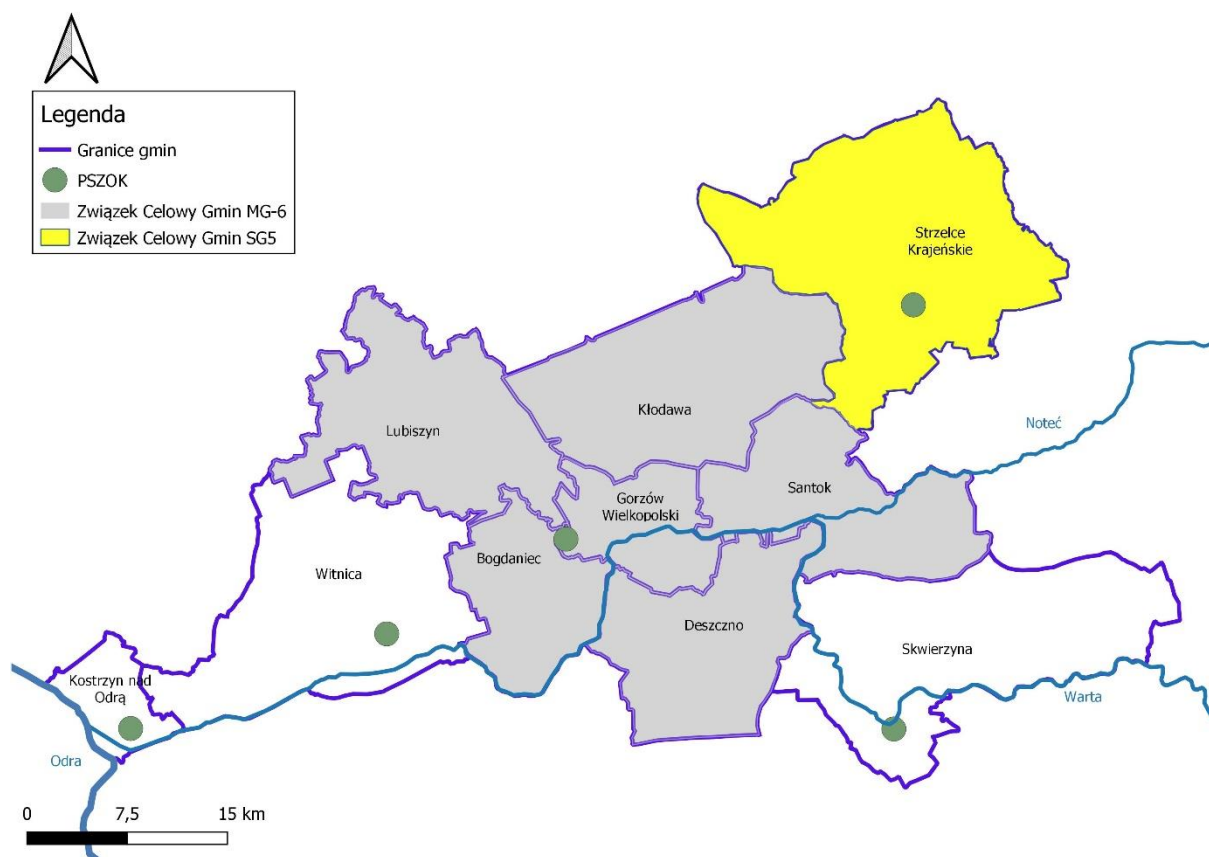 Legenda
Granice gmin
PSZOK
Związek Celowy Gmin MG-6
Związek Celowy Gmin SG5
Strzelce
Krajeńskie
Kłodawa
Lubiszyn
Noteć
Gorzów
Wielkopolski
Santok
Bogdaniec
Witnica
Deszczno
Skwierzyna
Kostrzyn nad
Odrą
Warta
Odra
0 7,5 15 km